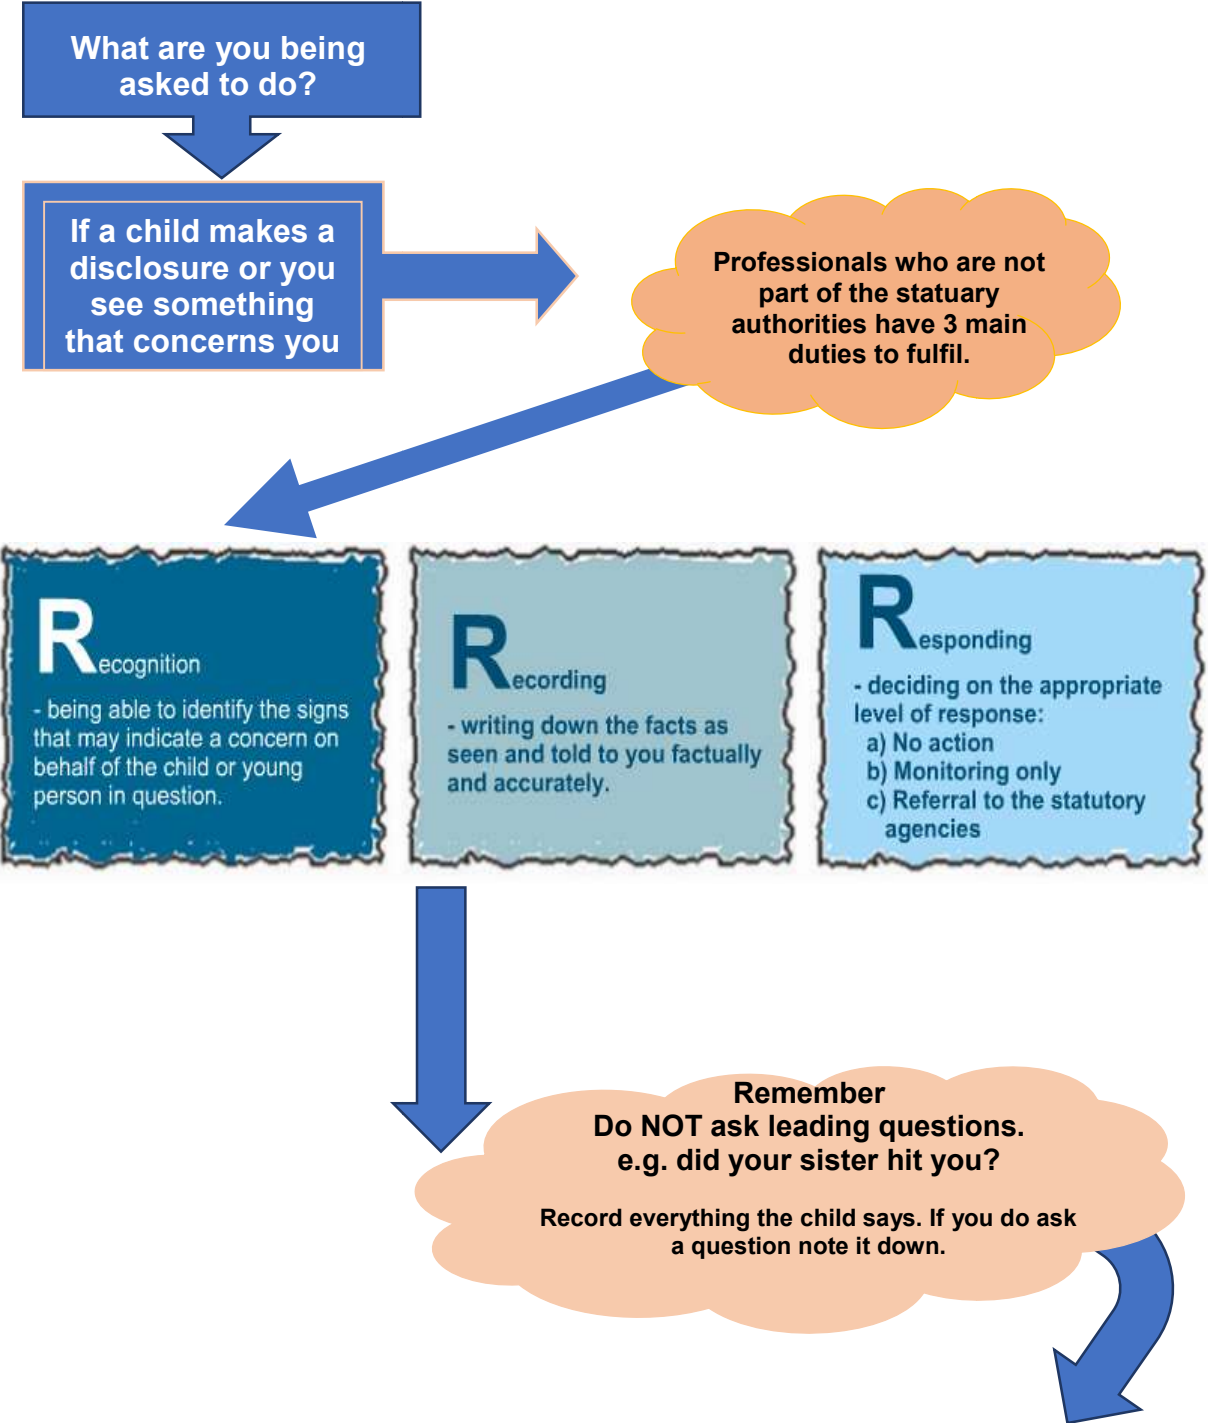 What are you being
asked to do?
If a child makes a
disclosure or you
see something
that concerns you
Professionals who are not
part of the statuary
authorities have 3 main
duties to fulfil.
Recognition
- being able to identify the signs
that may indicate a concern on
behalf of the child or young
person in question.
Recording
- writing down the facts as
seen and told to you factually
and accurately.
Responding
- deciding on the appropriate
level of response:
a) No action
b) Monitoring only
c) Referral to the statutory
agencies
Remember
Do NOT ask leading questions.
e.g. did your sister hit you?
Record everything the child says. If you do ask
a question note it down.